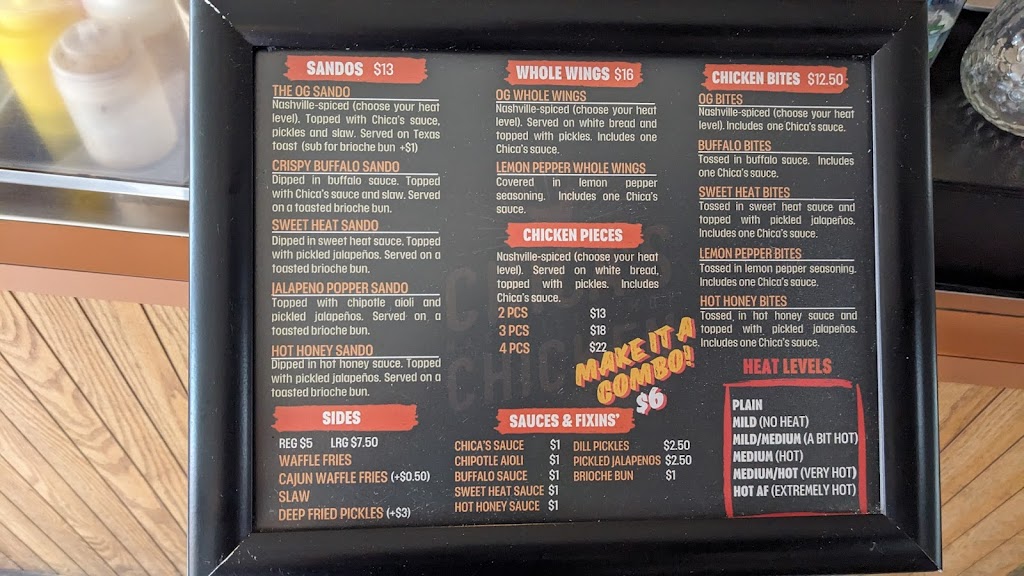 SANDOS $13
THE OG SANDO
Nashville-spiced (choose your heat
level). Topped with Chica's sauce,
pickles and slaw. Served on Texas
toast (sub for brioche bun +$1)
CRISPY BUFFALO SANDO
Dipped in buffalo sauce. Topped
with Chica's sauce and slaw. Served
on a toasted brioche bun.
SWEET HEAT SANDO
Dipped in sweet heat sauce. Topped
with pickled jalapeños. Served on a
toasted brioche bun.
JALAPENO POPPER SANDO
Topped with chipotle aioli and
pickled jalapeños. Served on a
toasted brioche bun.
HOT HONEY SANDO
Dipped in hot honey sauce. Topped
with pickled jalapeños. Served on a
toasted brioche bun.
SIDES
REG $5 LRG $7.50
WAFFLE FRIES
CAJUN WAFFLE FRIES (+$0.50)
SLAW
DEEP FRIED PICKLES (+$3)
WHOLE WINGS $16
OG WHOLE WINGS
Nashville-spiced (choose your heat
level). Served on white bread and
topped with pickles. Includes one
Chica's sauce.
LEMON PEPPER WHOLE WINGS
Covered in lemon pepper
seasoning. Includes one Chica's
sauce.
CHICKEN PIECES
Nashville-spiced (choose your heat
level). Served on white bread,
topped with pickles. Includes
Chica's sauce.
2 PCS $13
3 PCS $18
4 PCS $22
MAKE IT A
COMBO!
$6
SAUCES & FIXINS'
CHICA'S SAUCE $1 DILL PICKLES $2.50
CHIPOTLE AIOLI $1 PICKLED JALAPENOS $2.50
BUFFALO SAUCE $1 BRIOCHE BUN $1
SWEET HEAT SAUCE $1
HOT HONEY SAUCE $1
CHICKEN BITES $12.50
OG BITES
Nashville-spiced (choose your heat
level). Includes one Chica's sauce.
BUFFALO BITES
Tossed in buffalo sauce. Includes
one Chica's sauce.
SWEET HEAT BITES
Tossed in sweet heat sauce and
topped with pickled jalapeños.
Includes one Chica's sauce.
LEMON PEPPER BITES
Tossed in lemon pepper seasoning.
Includes one Chica's sauce.
HOT HONEY BITES
Tossed in hot honey sauce and
topped with pickled jalapeños.
Includes one Chica's sauce.
HEAT LEVELS
PLAIN
MILD (NO HEAT)
MILD/MEDIUM (A BIT HOT)
MEDIUM (HOT)
MEDIUM/HOT (VERY HOT)
HOT AF (EXTREMELY HOT)